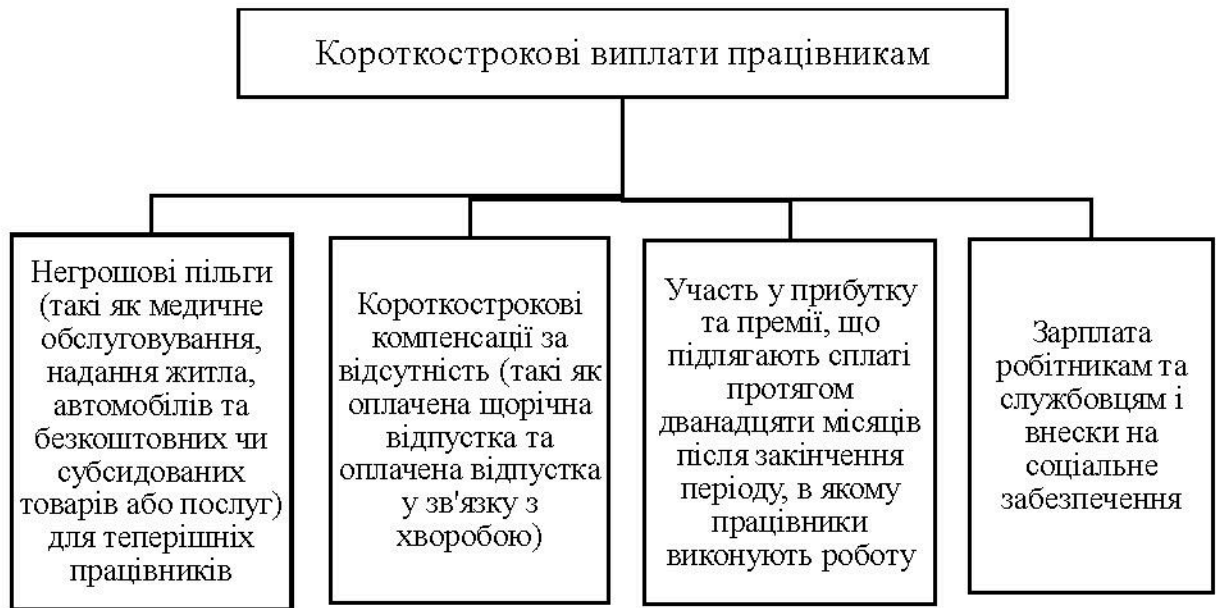 Короткострокові виплати працівникам
Негрошові пільги
(такі як медичне
обслуговування,
надання житла,
автомобілів та
безкоштовних чи
субсидованих
товарів або послуг)
для теперішніх
працівників
Короткострокові
компенсації за
відсутність (такі як
оплачена щорічна
відпустка та
оплачена відпустка
у зв'язку з
хворобою)
Участь у прибутку
та премії, що
підлягають сплаті
протягом
дванадцяти місяців
після закінчення
періоду, в якому
працівники
виконують роботу
Зарплата
робітникам та
службовцям і
внески на
соціальне
забезпечення